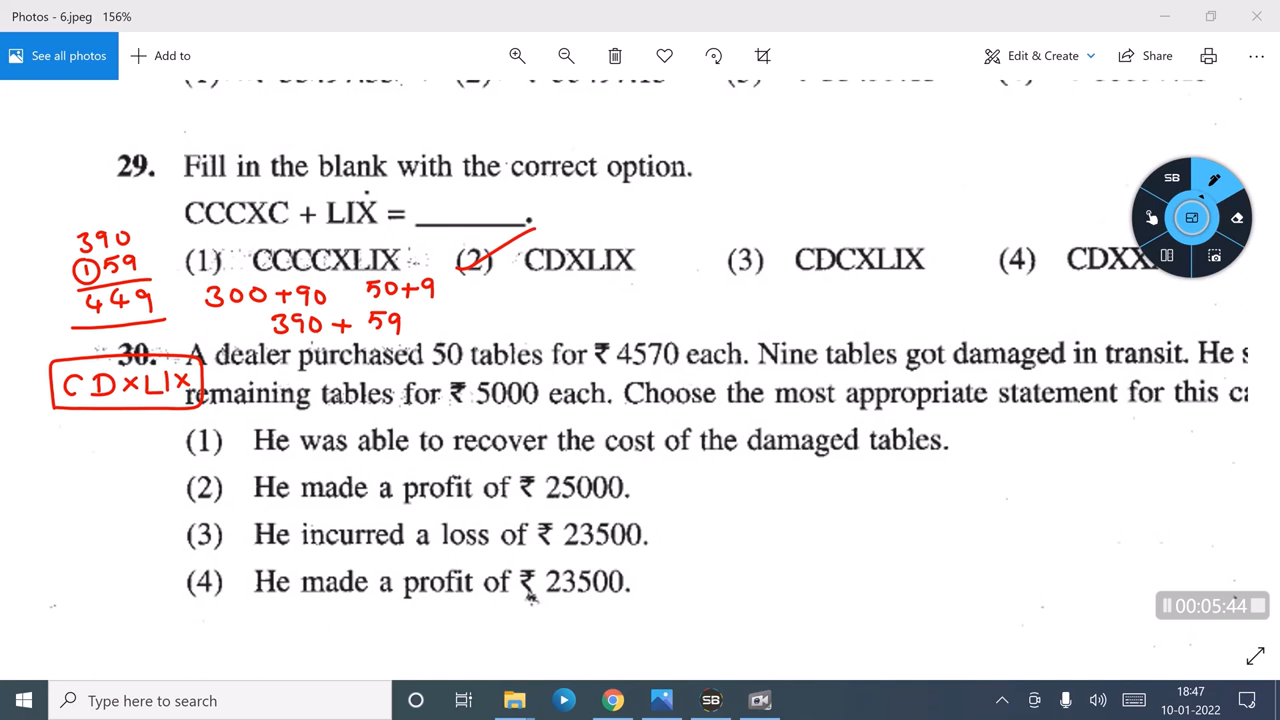 Photos - 6.jpeg 156%
See all photos
Add to
Edit & Create
Share
29. Fill in the blank with the correct option.
CCCXC + LIX = ________.
(1) CCCCXLIX (2) CDXLIX (3) CDCXLIX (4) CDXX
390
159
449
300+90 50+9
390 + 59
CDXLIX
30. A dealer purchased 50 tables for ₹ 4570 each. Nine tables got damaged in transit. He s
remaining tables for ₹ 5000 each. Choose the most appropriate statement for this ca
(1) He was able to recover the cost of the damaged tables.
(2) He made a profit of ₹ 25000.
(3) He incurred a loss of ₹ 23500.
(4) He made a profit of ₹ 23500.
SB
00:05:44
Type here to search
SB
18:47
10-01-2022